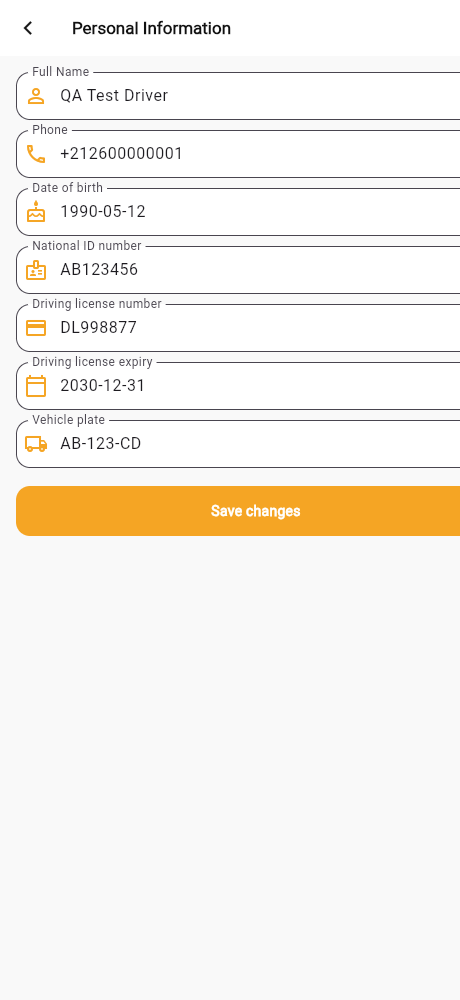 Personal Information
Full Name
QA Test Driver
Phone
+212600000001
Date of birth
1990-05-12
National ID number
AB123456
Driving license number
DL998877
Driving license expiry
2030-12-31
Vehicle plate
AB-123-CD
Save changes